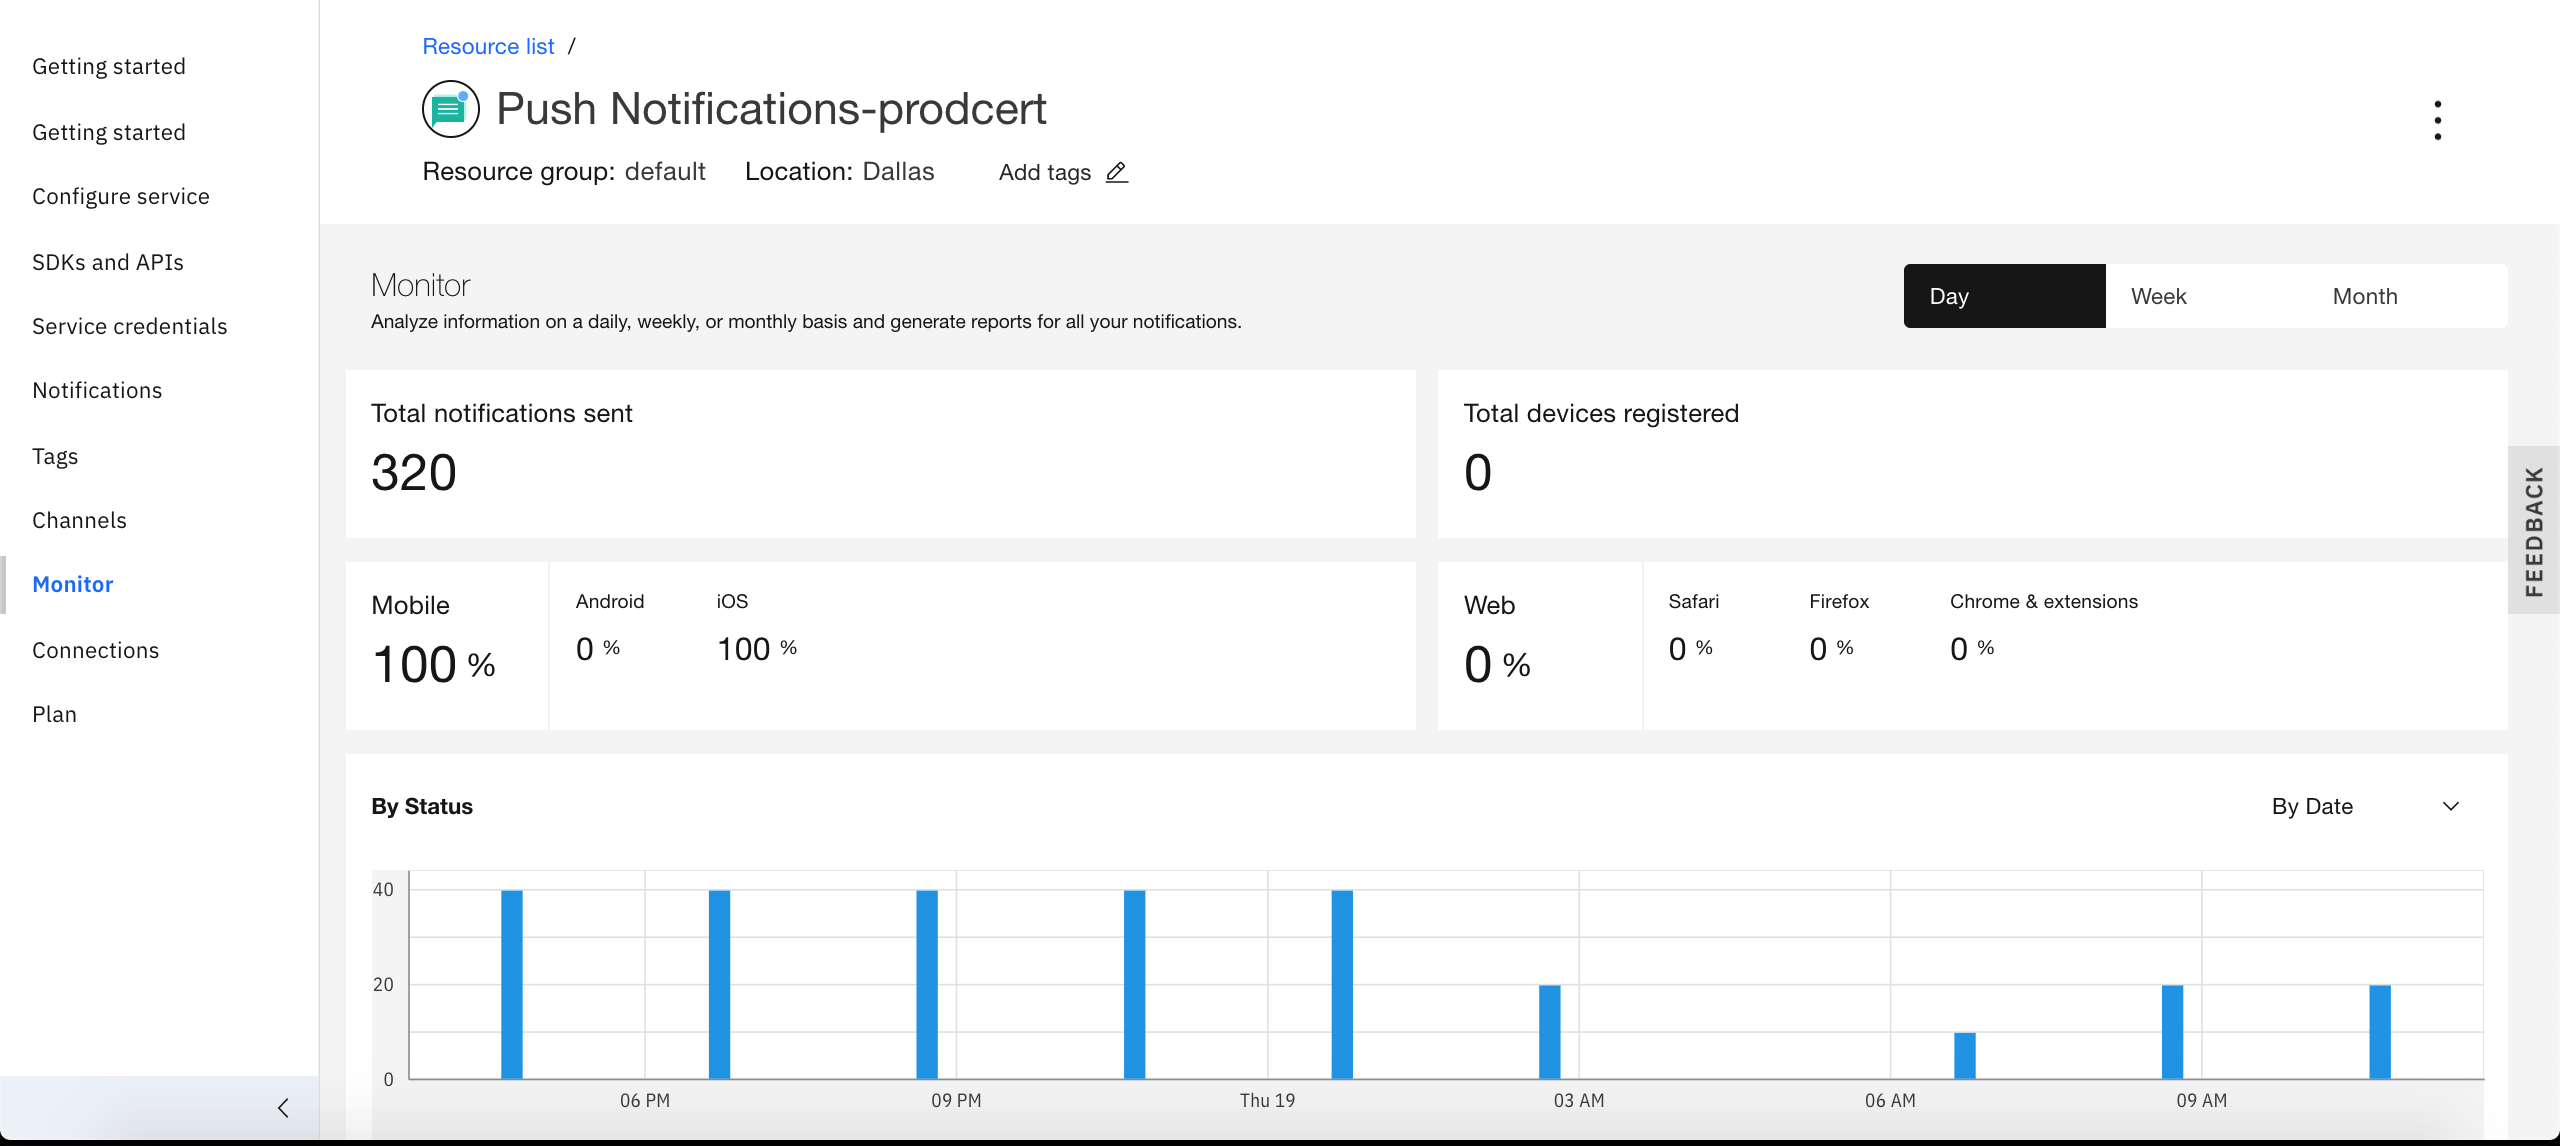 Getting started
Getting started
Configure service
SDKs and APIs
Service credentials
Notifications
Tags
Channels
Monitor
Connections
Plan
Resource list /
Push Notifications-prodcert
Resource group: default Location: Dallas Add tags
Monitor
Analyze information on a daily, weekly, or monthly basis and generate reports for all your notifications.
Day Week Month
Total notifications sent
320
Total devices registered
0
Mobile
100 %
Android
0 %
iOS
100 %
Web
0 %
Safari
0 %
Firefox
0 %
Chrome & extensions
0 %
FEEDBACK
By Status
By Date
40
20
0
06 PM 09 PM Thu 19 03 AM 06 AM 09 AM